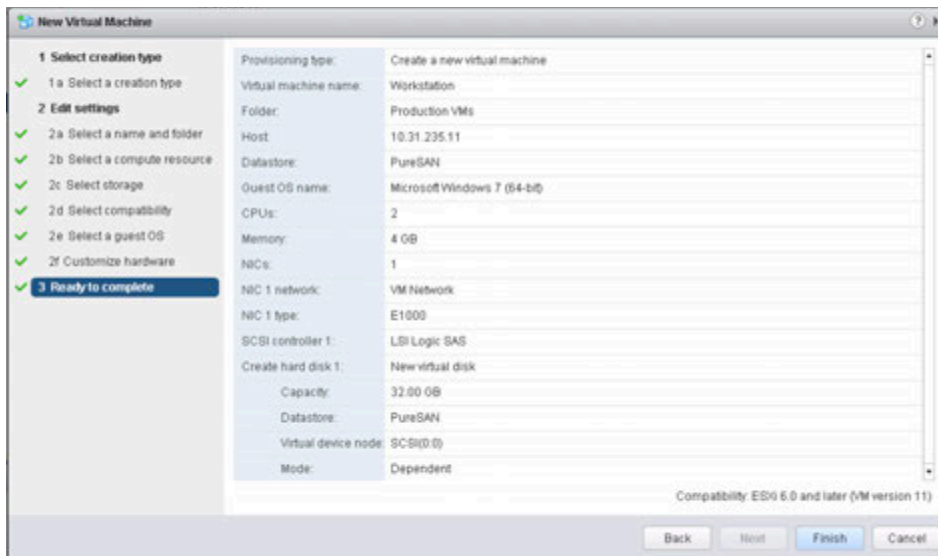 New Virtual Machine
1 Select creation type
1a Select a creation type
2 Edit settings
2a Select a name and folder
2b Select a compute resource
2c Select storage
2d Select compatibility
2e Select a guest OS
2f Customize hardware
3 Ready to complete
Provisioning type: Create a new virtual machine
Virtual machine name: Workstation
Folder: Production VMs
Host: 10.31.235.11
Datastore: PureSAN
Guest OS name: Microsoft Windows 7 (64-bit)
CPUs: 2
Memory: 4 GB
NICs: 1
NIC 1 network: VM Network
NIC 1 type: E1000
SCSI controller 1: LSI Logic SAS
Create hard disk 1: New virtual disk
Capacity: 32.00 GB
Datastore: PureSAN
Virtual device node: SCSI(0:0)
Mode: Dependent
Compatibility: ESXi 6.0 and later (VM version 11)
Back Next Finish Cancel